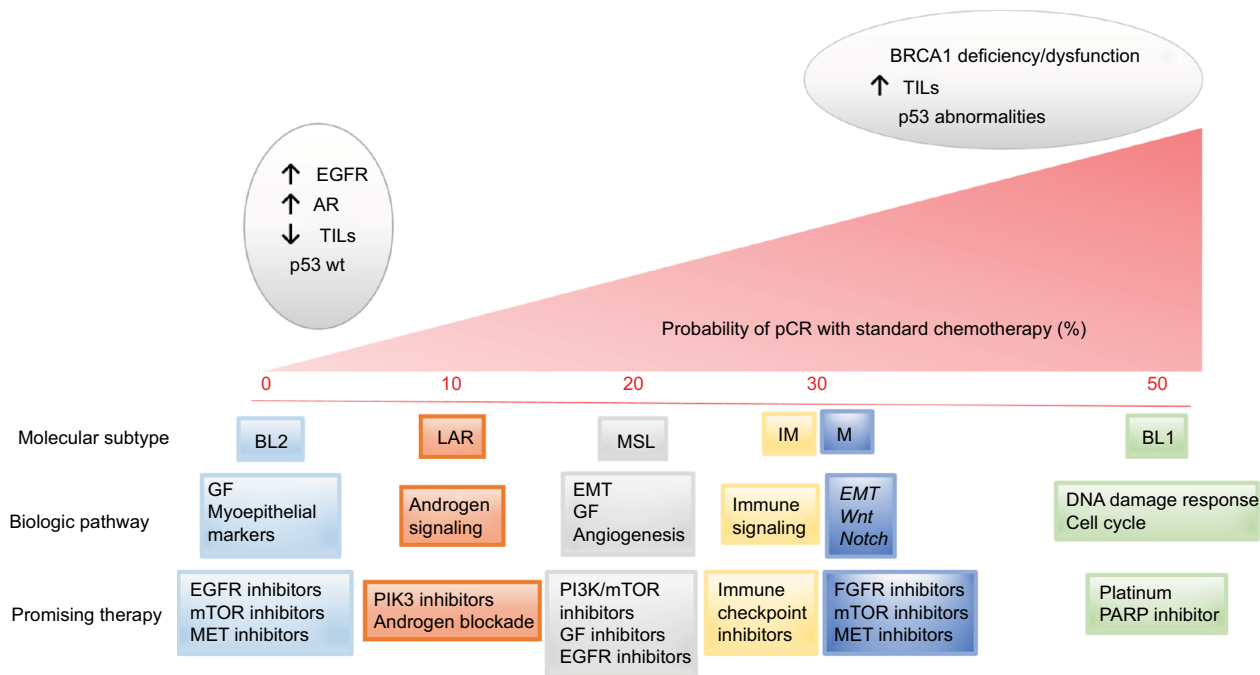 BRCA1 deficiency/dysfunction
↑ TILs
p53 abnormalities
↑ EGFR
↑ AR
↓ TILs
p53 wt
Probability of pCR with standard chemotherapy (%)
0 10 20 30 50
Molecular subtype
BL2
LAR
MSL
IM
M
BL1
Biologic pathway
GF
Myoepithelial
markers
Androgen
signaling
EMT
GF
Angiogenesis
Immune
signaling
EMT
Wnt
Notch
DNA damage response
Cell cycle
Promising therapy
EGFR inhibitors
mTOR inhibitors
MET inhibitors
PIK3 inhibitors
Androgen blockade
PI3K/mTOR
inhibitors
GF inhibitors
EGFR inhibitors
Immune
checkpoint
inhibitors
FGFR inhibitors
mTOR inhibitors
MET inhibitors
Platinum
PARP inhibitor